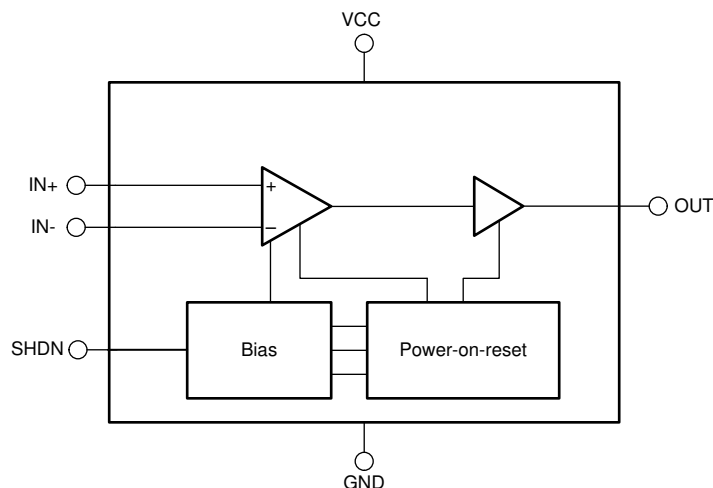 VCC
IN+
+
IN-
−
OUT
SHDN
Bias
Power-on-reset
GND